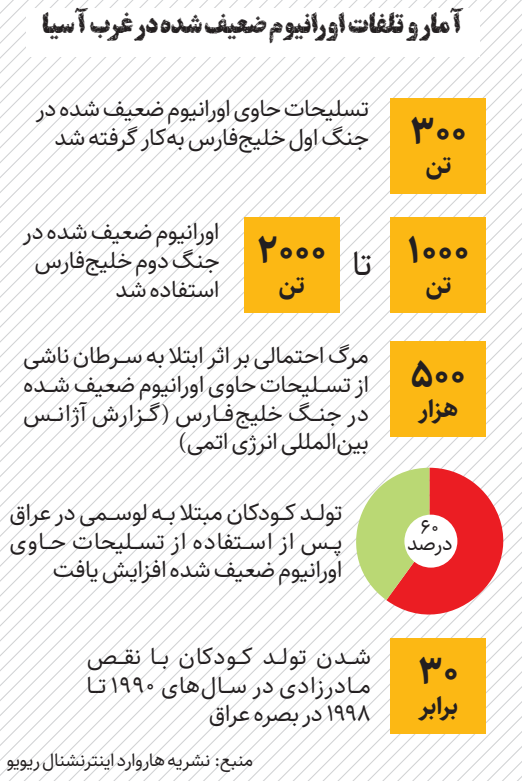 آمار و تلفات اورانیوم ضعیف شده در غرب آسیا
۳۰۰
تن
تسلیحات حاوی اورانیوم ضعیف شده در
جنگ اول خلیج‌فارس به‌کار گرفته شد
۱۰۰۰
تن
تا
۲۰۰۰
تن
اورانیوم ضعیف شده در
جنگ دوم خلیج‌فارس
استفاده شد
۵۰۰
هزار
مرگ احتمالی بر اثر ابتلا به سرطان ناشی
از تسلیحات حاوی اورانیوم ضعیف شده
در جنگ خلیج‌فارس (گزارش آژانس
بین‌المللی انرژی اتمی)
۶۰
درصد
تولد کودکان مبتلا به لوسمی در عراق
پس از استفاده از تسلیحات حاوی
اورانیوم ضعیف شده افزایش یافت
۳۰
برابر
شدن تولد کودکان با نقص
مادرزادی در سال‌های ۱۹۹۰ تا
۱۹۹۸ در بصره عراق
منبع: نشریه هاروارد اینترنشنال ریویو